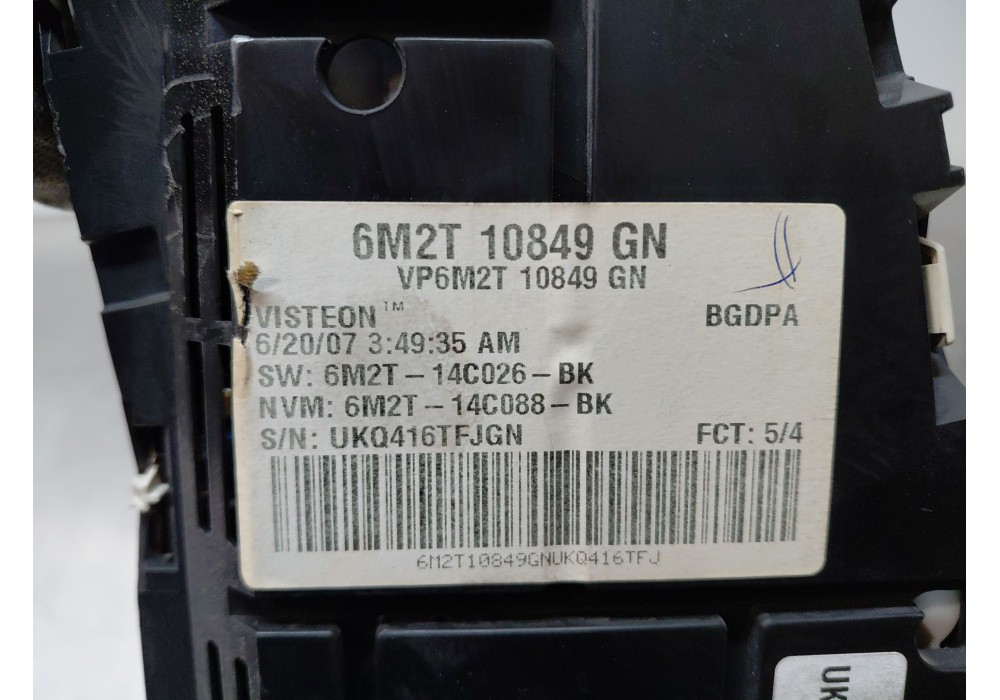 6M2T 10849 GN
VP6M2T 10849 GN
VISTEON™ BGDPA
6/20/07 3:49:35 AM
SW: 6M2T-14C026-BK
NVM: 6M2T-14C088-BK
S/N: UKQ416TFJGN FCT: 5/4
6M2T10849GNUKQ416TFJ
UK